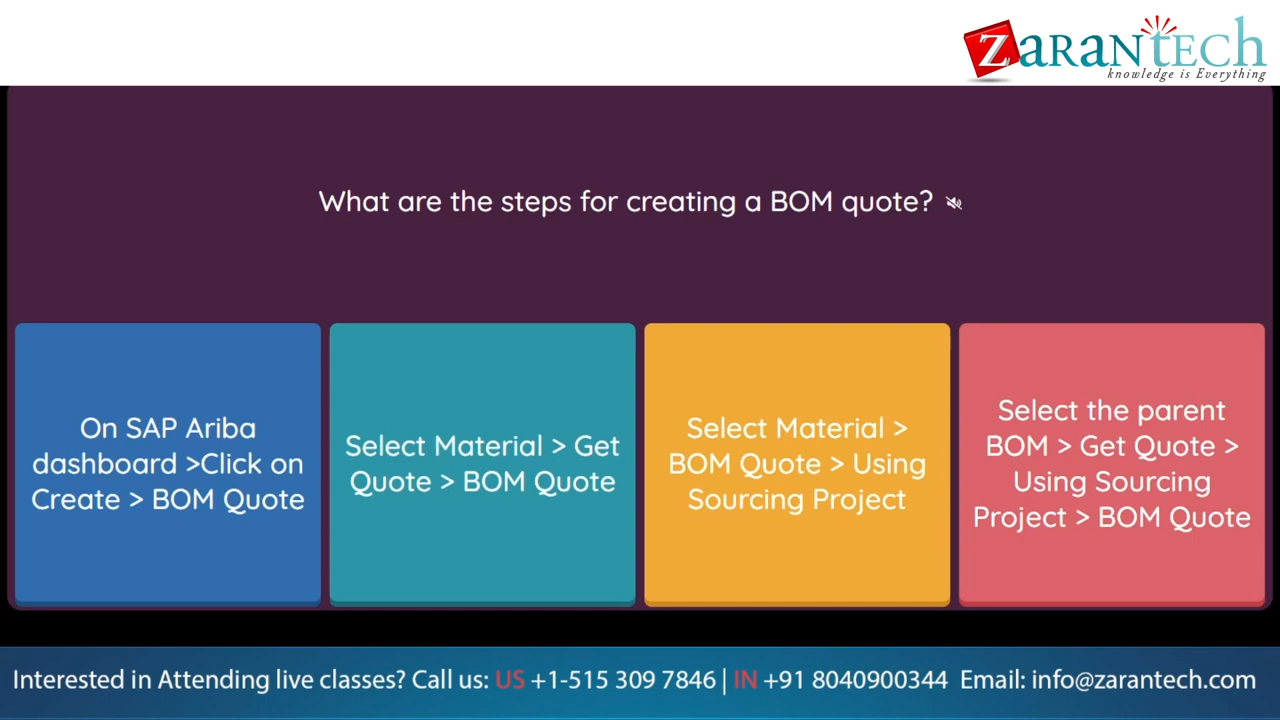 ZARANTECH
knowledge is Everything
What are the steps for creating a BOM quote?
On SAP Ariba
dashboard >Click on
Create > BOM Quote
Select Material > Get
Quote > BOM Quote
Select Material >
BOM Quote > Using
Sourcing Project
Select the parent
BOM > Get Quote >
Using Sourcing
Project > BOM Quote
Interested in Attending live classes? Call us: US +1-515 309 7846 | IN +91 8040900344 Email: info@zarantech.com